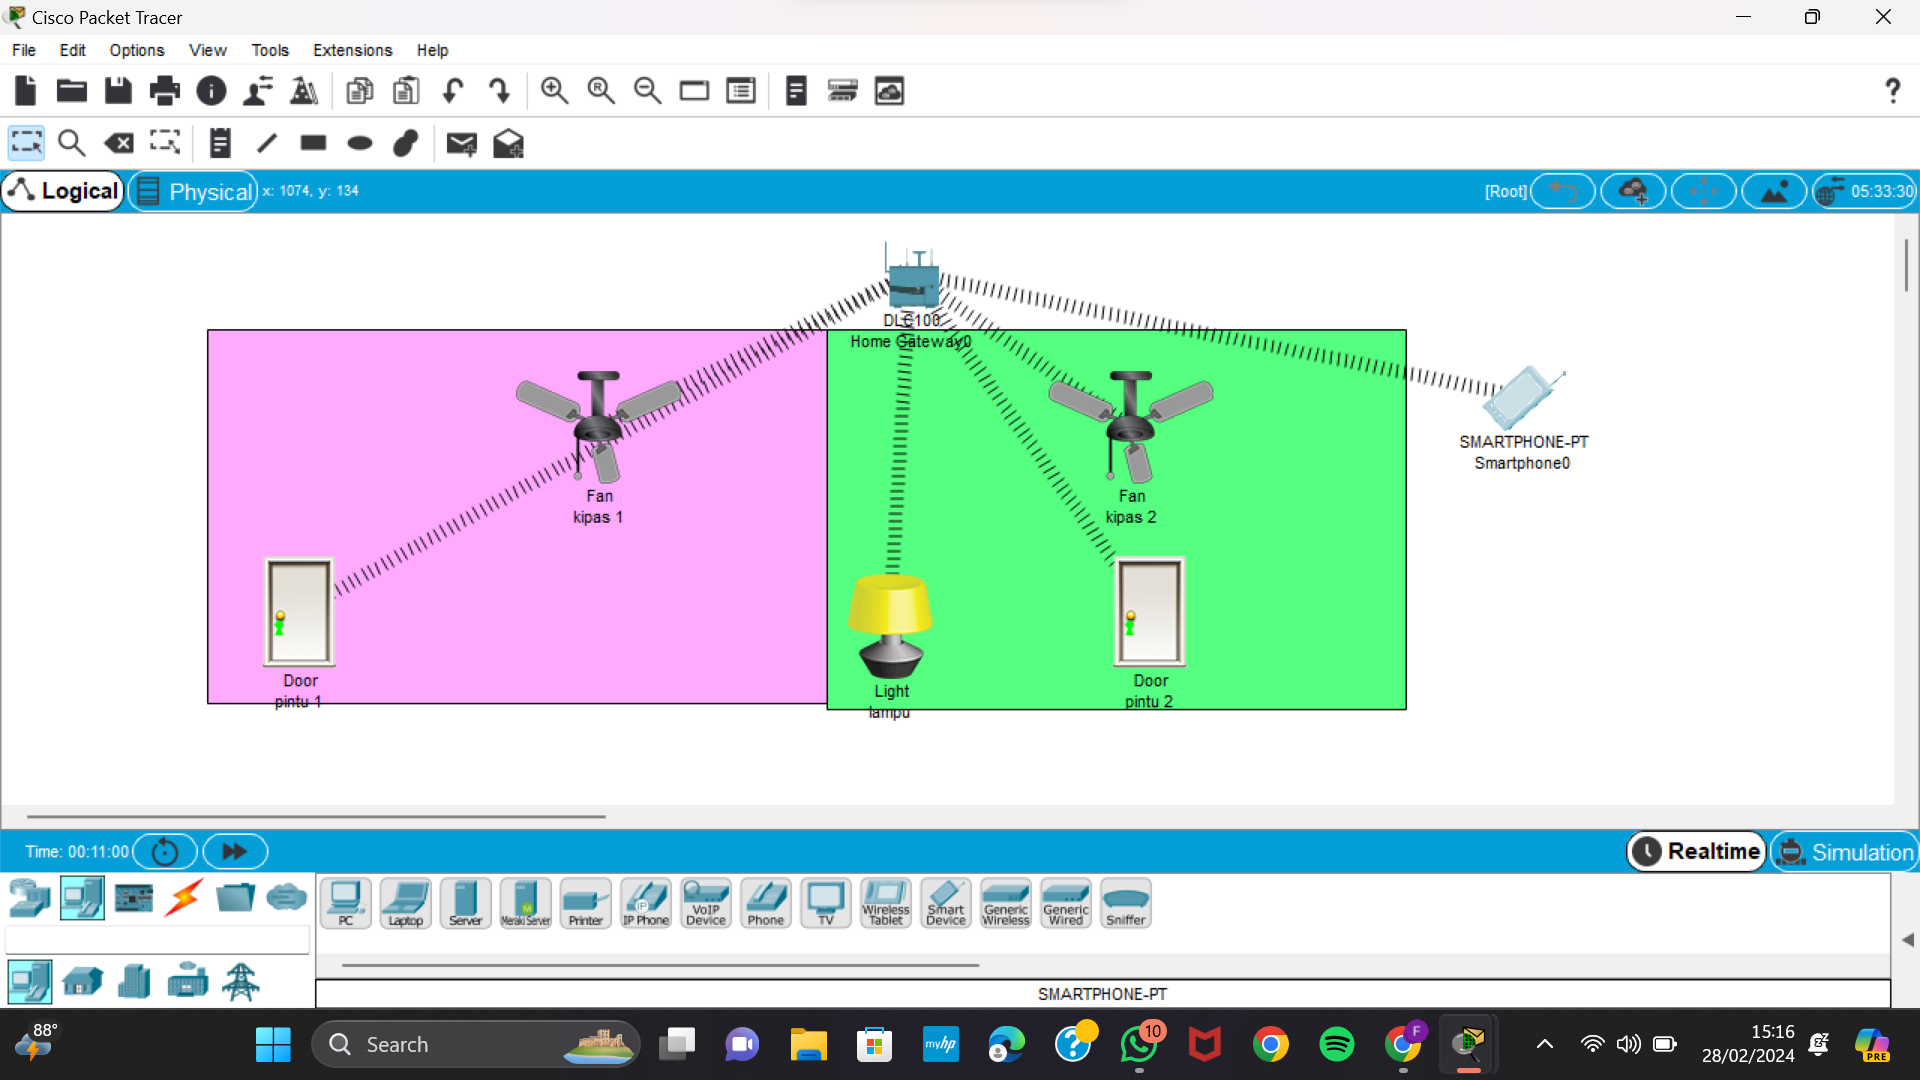 Cisco Packet Tracer
File Edit Options View Tools Extensions Help
Logical Physical x: 1074, y: 134 [Root] 05:33:30
DLC100
Home Gateway0
SMARTPHONE-PT
Smartphone0
Fan
kipas 1
Fan
kipas 2
Door
pintu 1
Light
lampu
Door
pintu 2
Time: 00:11:00 Realtime Simulation
PC Laptop Server Meraki Server Printer IP Phone VoIP Device Phone TV Wireless Tablet Smart Device Generic Wireless Generic Wired Sniffer
SMARTPHONE-PT
88°
Search
myhp
10
F
PRE
15:16
28/02/2024